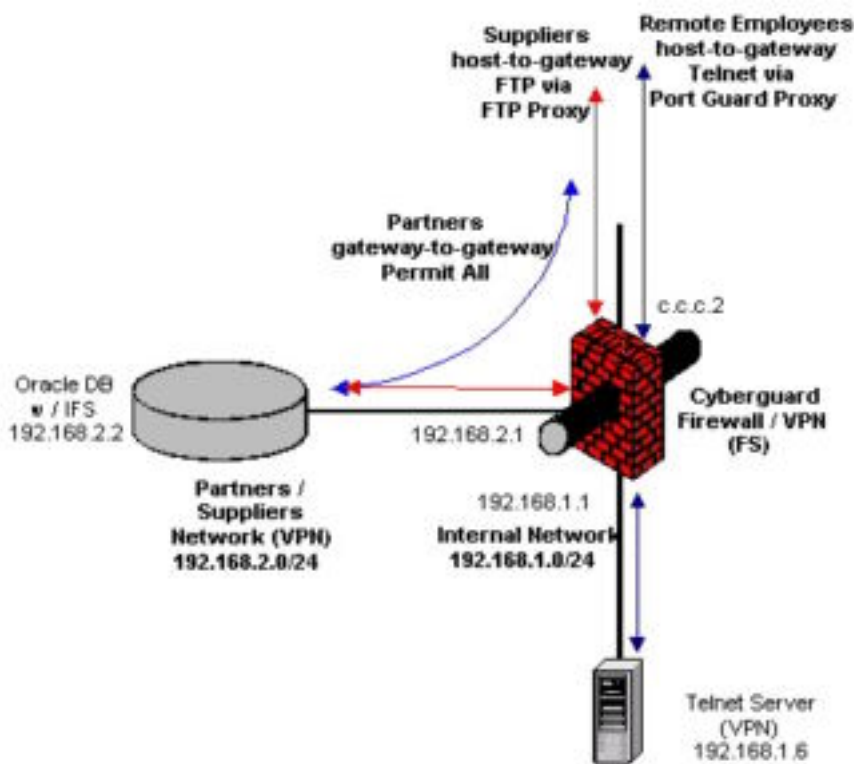 Suppliers
host-to-gateway
FTP via
FTP Proxy
Remote Employees
host-to-gateway
Telnet via
Port Guard Proxy
Partners
gateway-to-gateway
Permit All
c.c.c.2
Oracle DB
w / IFS
192.168.2.2
192.168.2.1
Cyberguard
Firewall / VPN
(FS)
Partners /
Suppliers
Network (VPN)
192.168.2.0/24
192.168.1.1
Internal Network
192.168.1.0/24
Telnet Server
(VPN)
192.168.1.6